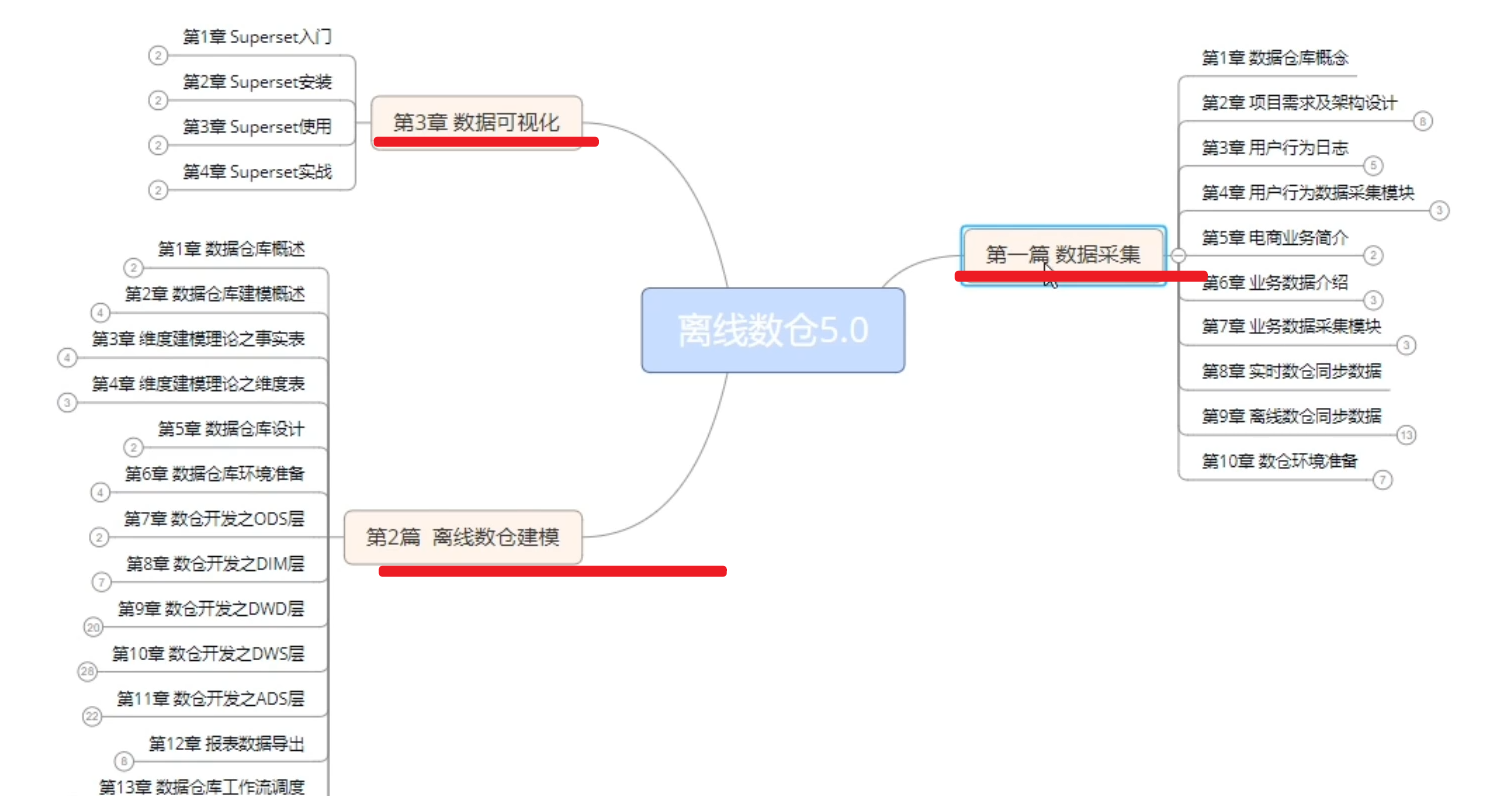 离线数仓5.0
第一篇 数据采集
第1章 数据仓库概念
第2章 项目需求及架构设计
8
第3章 用户行为日志
5
第4章 用户行为数据采集模块
3
第5章 电商业务简介
2
第6章 业务数据介绍
3
第7章 业务数据采集模块
3
第8章 实时数仓同步数据
第9章 离线数仓同步数据
13
第10章 数仓环境准备
7
第2篇 离线数仓建模
第1章 数据仓库概述
2
第2章 数据仓库建模概述
4
第3章 维度建模理论之事实表
4
第4章 维度建模理论之维度表
3
第5章 数据仓库设计
2
第6章 数据仓库环境准备
4
第7章 数仓开发之ODS层
2
第8章 数仓开发之DIM层
7
第9章 数仓开发之DWD层
20
第10章 数仓开发之DWS层
28
第11章 数仓开发之ADS层
22
第12章 报表数据导出
8
第13章 数据仓库工作流调度
第3章 数据可视化
第1章 Superset入门
2
第2章 Superset安装
2
第3章 Superset使用
2
第4章 Superset实战
2